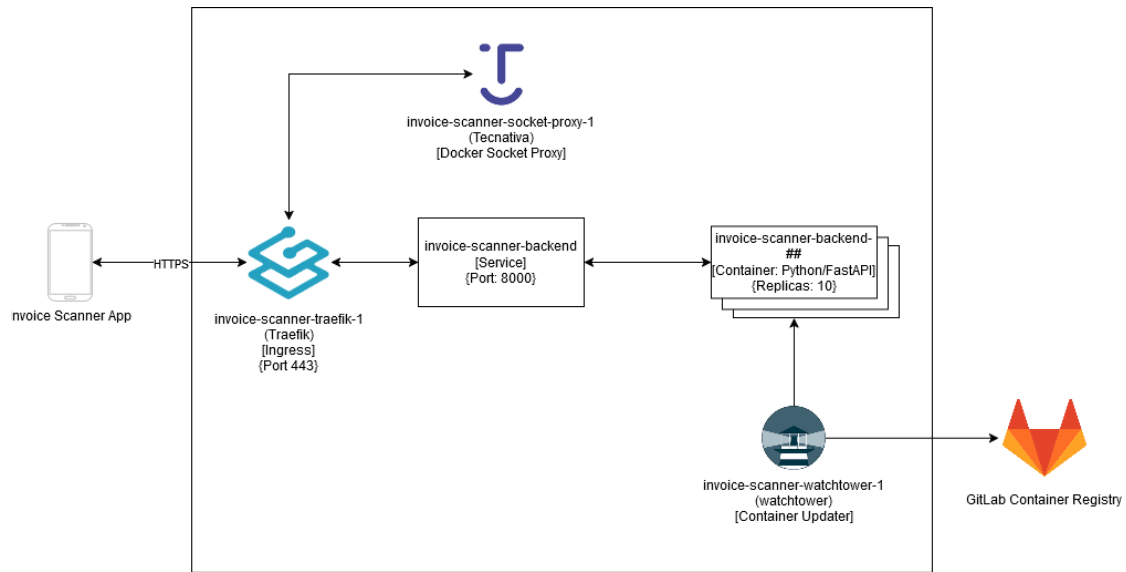 invoice-scanner-socket-proxy-1
(Tecnativa)
[Docker Socket Proxy]
HTTPS
nvoice Scanner App
invoice-scanner-traefik-1
(Traefik)
[Ingress]
{Port 443}
invoice-scanner-backend
[Service]
{Port: 8000}
invoice-scanner-backend-
##
[Container: Python/FastAPI]
{Replicas: 10}
invoice-scanner-watchtower-1
(watchtower)
[Container Updater]
GitLab Container Registry